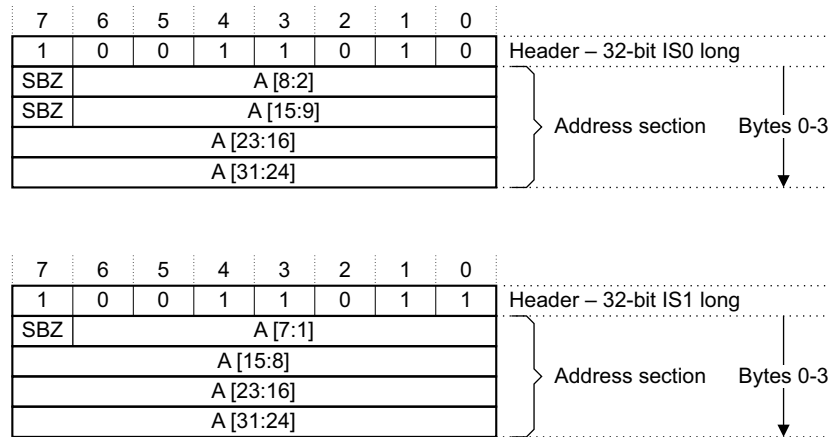 7 6 5 4 3 2 1 0
1 0 0 1 1 0 1 0 Header – 32-bit IS0 long
SBZ A [8:2]
SBZ A [15:9]
Address section Bytes 0-3
A [23:16]
A [31:24]
7 6 5 4 3 2 1 0
1 0 0 1 1 0 1 1 Header – 32-bit IS1 long
SBZ A [7:1]
A [15:8]
Address section Bytes 0-3
A [23:16]
A [31:24]